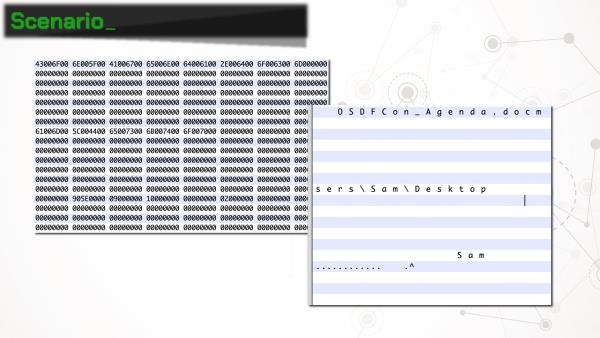 Scenario_
43006F00 6E005F00 41006700 65006E00 64006100 2E006400 6F006300 6D000000
00000000 00000000 00000000 00000000 00000000 00000000 00000000 00000000
00000000 00000000 00000000 00000000 00000000 00000000 00000000 00000000
00000000 00000000 00000000 00000000 00000000 00000000 00000000 00000000
00000000 00000000 00000000 00000000 00000000 00000000 00000000 00000000
00000000 00000000 00000000 00000000 00000000 00000000 00000000 000
00000000 00000000 00000000 00000000 00000000 00000000 00000000 000
61006D00 5C004400 65007300 6B007400 6F007000 00000000 00000000 000
00000000 00000000 00000000 00000000 00000000 00000000 00000000 000
00000000 00000000 00000000 00000000 00000000 00000000 00000000 000
00000000 00000000 00000000 00000000 00000000 00000000 00000000 000
00000000 00000000 00000000 00000000 00000000 00000000 00000000 000
00000000 00000000 00000000 00000000 00000000 00000000 00000000 000
00000000 00000000 00000000 00000000 00000000 00000000 00000000 000
00000000 905E0000 09000000 10000000 00000000 02000000 00000000 000
00000000 00000000 00000000 00000000 00000000 00000000 00000000 000
00000000 00000000 00000000 00000000 00000000 00000000 00000000 000
00000000 00000000 00000000 00000000 00000000 00000000 00000000 000
O S D F C o n _ A g e n d a . d o c m
s e r s \ S a m \ D e s k t o p
S a m
............ .^